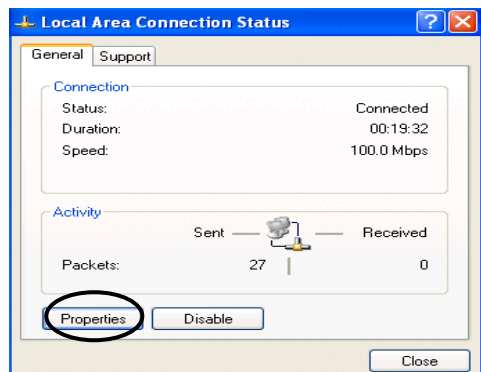 Local Area Connection Status
General Support
Connection
Status: Connected
Duration: 00:19:32
Speed: 100.0 Mbps
Activity
Sent Received
Packets: 27 0
Properties Disable
Close